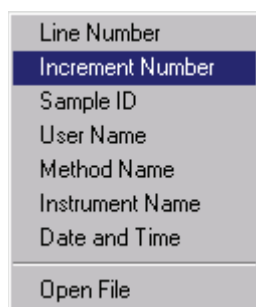 Line Number
Increment Number
Sample ID
User Name
Method Name
Instrument Name
Date and Time
Open File